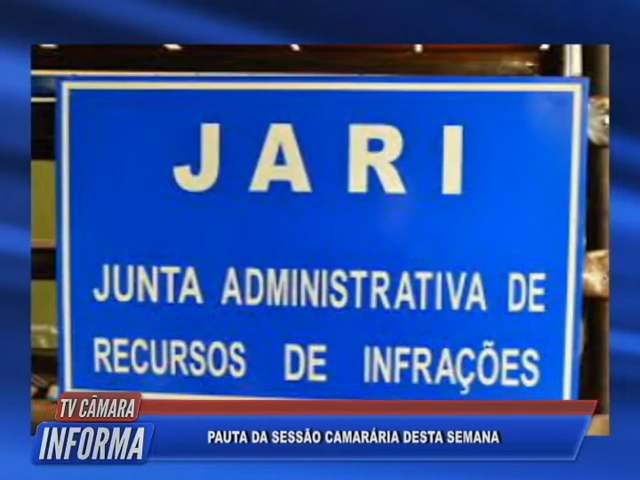 JARI
JUNTA ADMINISTRATIVA DE
RECURSOS DE INFRAÇÕES
TV CÂMARA
INFORMA
PAUTA DA SESSÃO CAMARÁRIA DESTA SEMANA